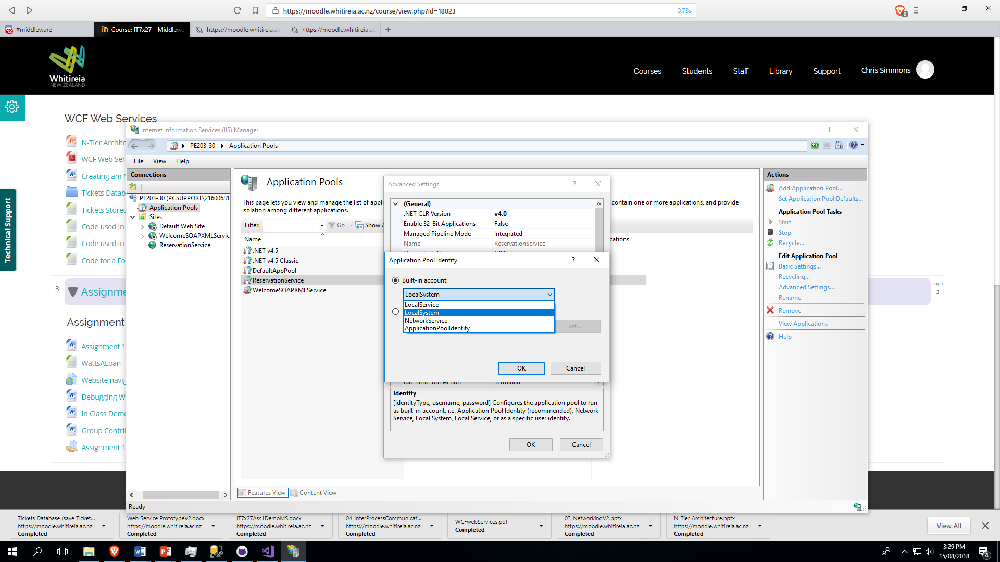 https://moodle.whitireia.ac.nz/course/view.php?id=18023
0.73s
2
12
#middleware
Course: IT7x27 - Middlewa
https://moodle.whitireia.ac
https://moodle.whitireia.ac
Whitireia
NEW ZEALAND
Courses
Students
Staff
Library
Support
Chris Simmons
Technical Support
WCF Web Services
N-Tier Archite
WCF Web Ser
Creating am N
Tickets Datab
Tickets Stored
Code used in
Code used in
Code for a Fo
3
Assignme
Topic
3
Assignment
Assignment 1
WattsALoan -
Website navig
Debugging W
In Class Demo
Group Contrib
Assignment 1
Internet Information Services (IIS) Manager
PE203-30
Application Pools
File
View
Help
Connections
PE203-30 (PCSUPPORT\21600681
Application Pools
Sites
Default Web Site
WelcomeSOAPXMLServic
ReservationService
Application Pools
This page lets you view and manage the list of appli
contain one or more applications, and provide
isolation among different applications.
Filter:
Go
Show A
Name
cations
.NET v4.5
.NET v4.5 Classic
DefaultAppPool
ReservationService
WelcomeSOAPXMLService
Features View
Content View
Ready
Advanced Settings
?
(General)
.NET CLR Version
v4.0
Enable 32-Bit Applications
False
Managed Pipeline Mode
Integrated
Name
ReservationService
Application Pool Identity
?
Built-in account:
LocalSystem
LocalService
LocalSystem
NetworkService
ApplicationPoolIdentity
Set...
OK
Cancel
Idle Time-out Action
Terminate
Identity
[identityType, username, password] Configures the application pool to run
as built-in account, i.e. Application Pool Identity (recommended), Network
Service, Local System, Local Service, or as a specific user identity.
OK
Cancel
Actions
Add Application Pool...
Set Application Pool Defaults...
Application Pool Tasks
Start
Stop
Recycle...
Edit Application Pool
Basic Settings...
Recycling...
Advanced Settings...
Rename
Remove
View Applications
Help
Tickets Database (save Ticket...
https://moodle.whitireia.ac.nz
Completed
Web Service PrototypeV2.docx
https://moodle.whitireia.ac.nz
Completed
IT7x27Ass1DemoMS.docx
https://moodle.whitireia.ac.nz
Completed
04-InterProcessCommunicati...
https://moodle.whitireia.ac.nz
Completed
WCFwebServices.pdf
Completed
03-NetworkingV2.pptx
https://moodle.whitireia.ac.nz
Completed
N-Tier Architecture.pptx
https://moodle.whitireia.ac.nz
Completed
View All
3:29 PM
15/08/2018
4